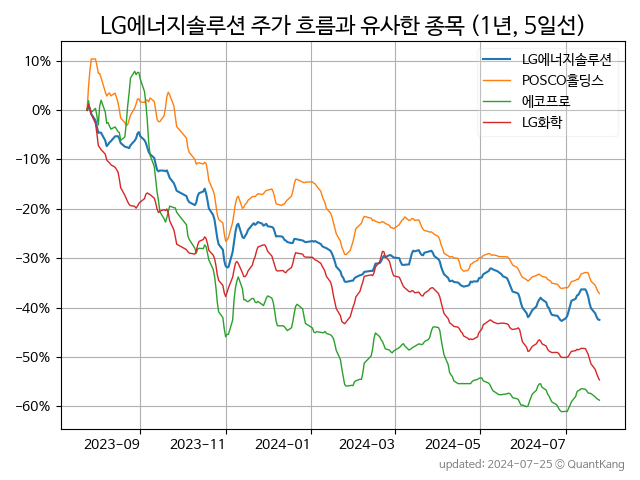 LG에너지솔루션 주가 흐름과 유사한 종목 (1년, 5일선)
LG에너지솔루션
POSCO홀딩스
에코프로
LG화학
10%
0%
−10%
−20%
−30%
−40%
−50%
−60%
2023-09
2023-11
2024-01
2024-03
2024-05
2024-07
updated: 2024-07-25 © QuantKang